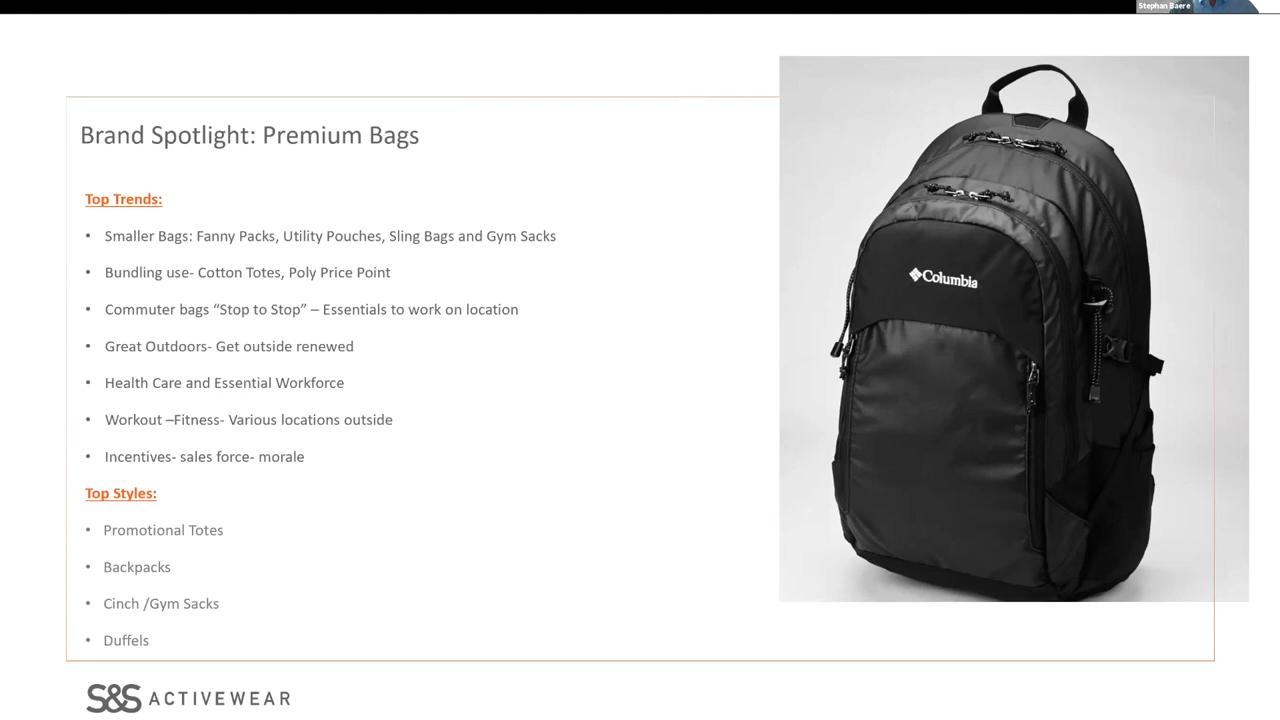 Stephan Baere
Brand Spotlight: Premium Bags
Top Trends:
• Smaller Bags: Fanny Packs, Utility Pouches, Sling Bags and Gym Sacks
• Bundling use- Cotton Totes, Poly Price Point
• Commuter bags “Stop to Stop” – Essentials to work on location
• Great Outdoors- Get outside renewed
• Health Care and Essential Workforce
• Workout –Fitness- Various locations outside
• Incentives- sales force- morale
Top Styles:
• Promotional Totes
• Backpacks
• Cinch /Gym Sacks
• Duffels
Columbia
S&S ACTIVEWEAR